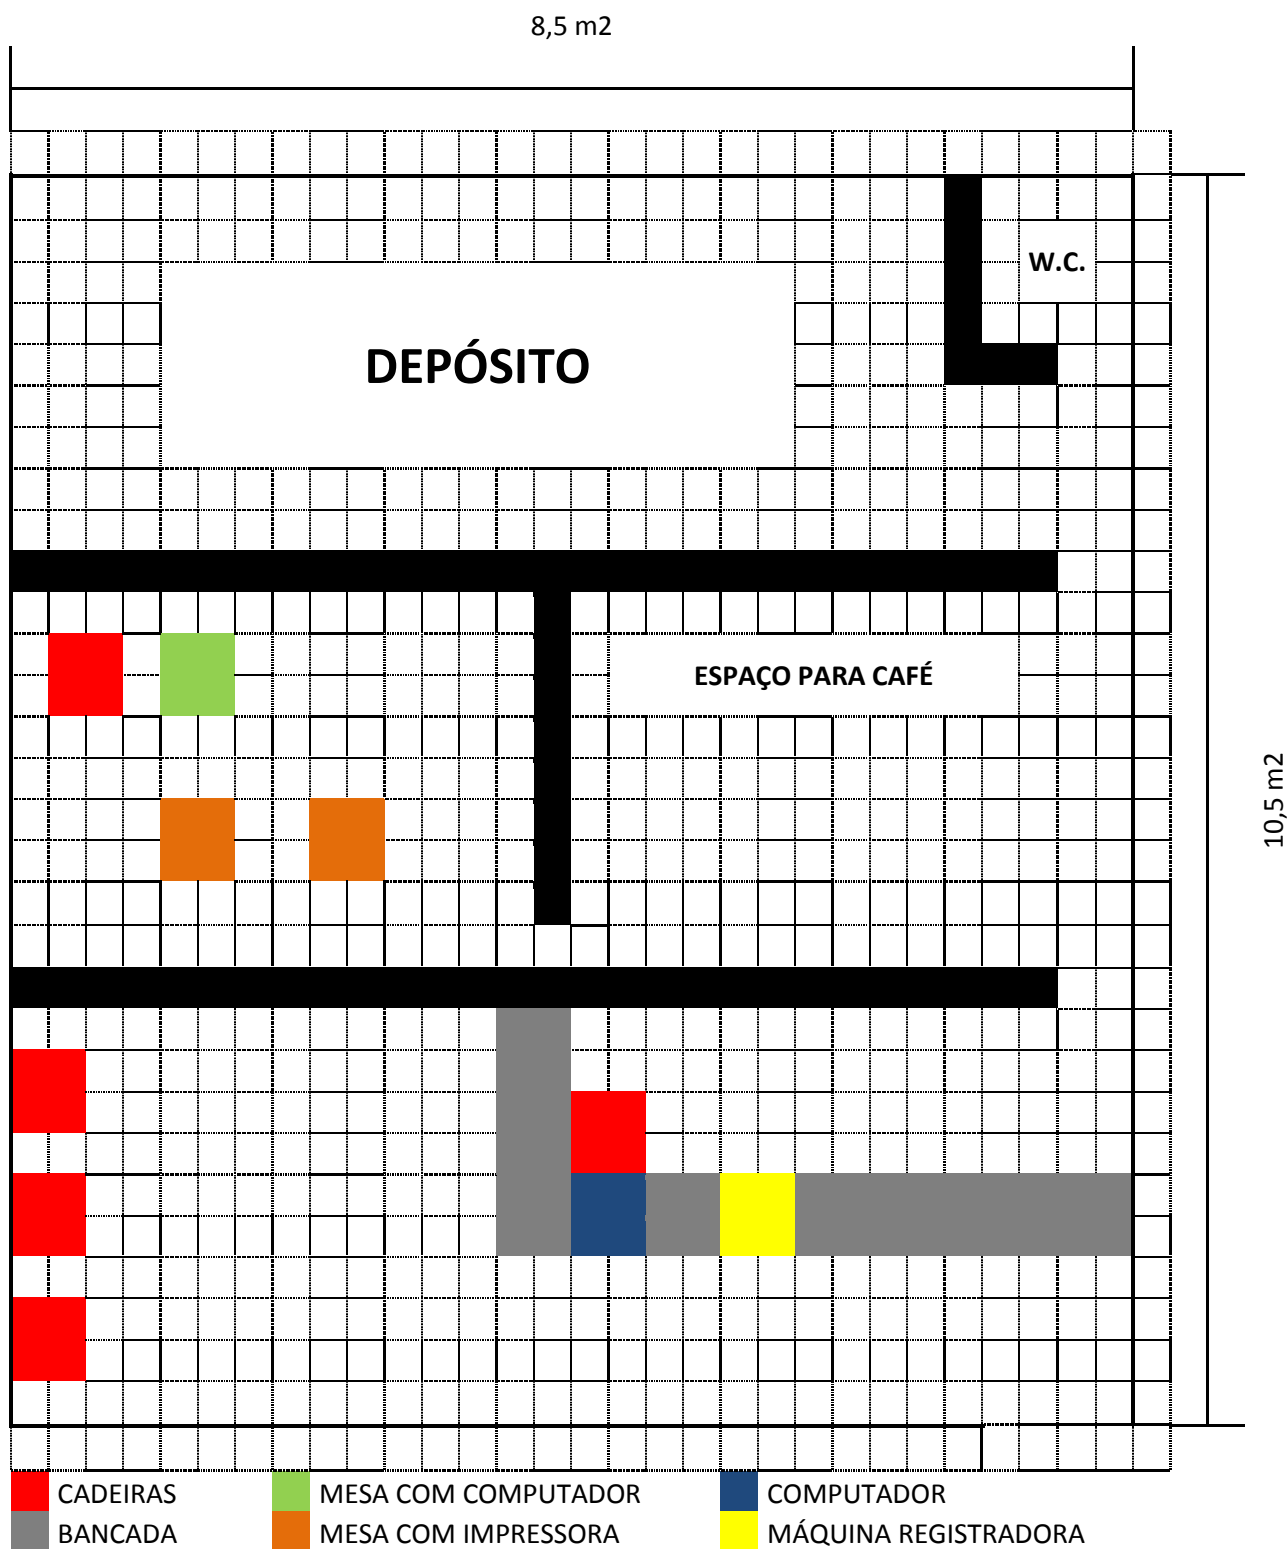 8,5 m2
W.C.
DEPÓSITO
ESPAÇO PARA CAFÉ
10,5 m2
CADEIRAS
MESA COM COMPUTADOR
COMPUTADOR
BANCADA
MESA COM IMPRESSORA
MÁQUINA REGISTRADORA